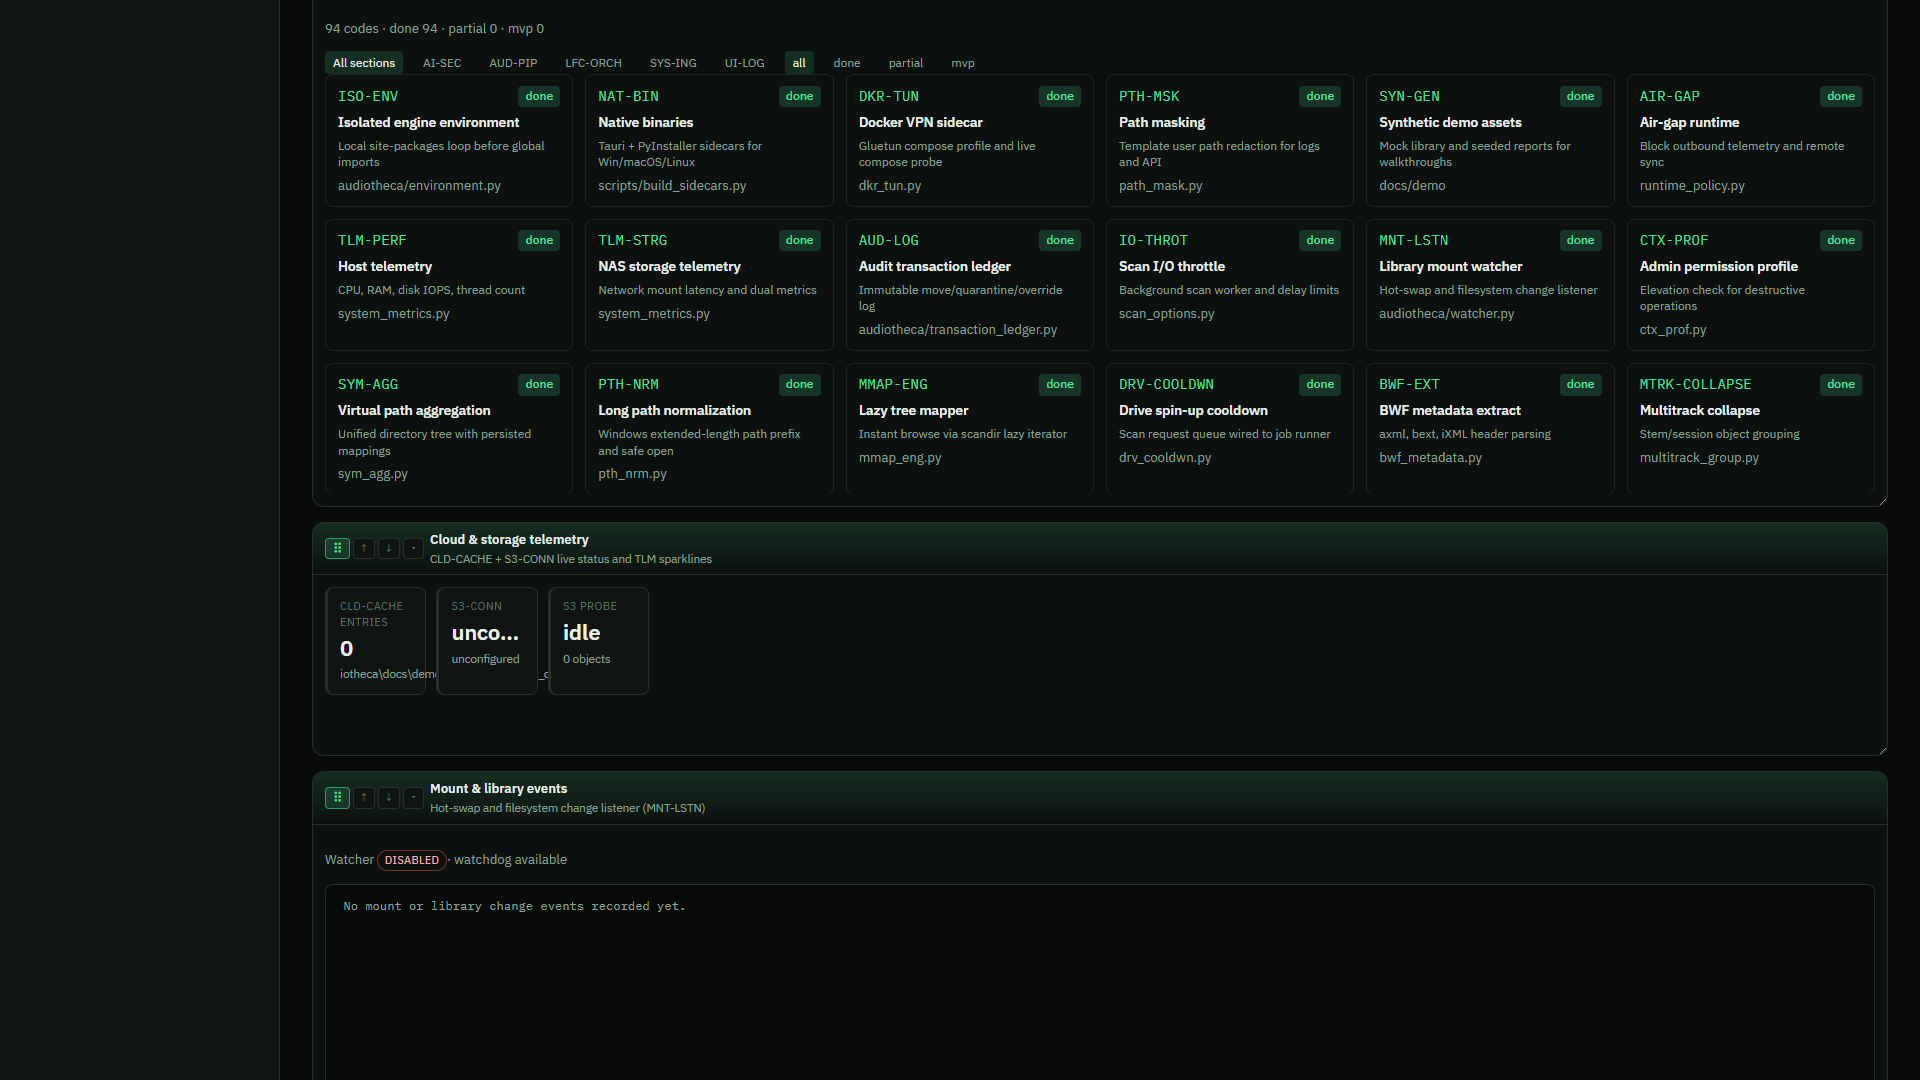 94 codes · done 94 · partial 0 · mvp 0
All sections AI-SEC AUD-PIP LFC-ORCH SYS-ING UI-LOG all done partial mvp
ISO-ENV done
Isolated engine environment
Local site-packages loop before global
imports
audiotheca/environment.py
NAT-BIN done
Native binaries
Tauri + PyInstaller sidecars for
Win/macOS/Linux
scripts/build_sidecars.py
DKR-TUN done
Docker VPN sidecar
Gluetun compose profile and live
compose probe
dkr_tun.py
PTH-MSK done
Path masking
Template user path redaction for logs
and API
path_mask.py
SYN-GEN done
Synthetic demo assets
Mock library and seeded reports for
walkthroughs
docs/demo
AIR-GAP done
Air-gap runtime
Block outbound telemetry and remote
sync
runtime_policy.py
TLM-PERF done
Host telemetry
CPU, RAM, disk IOPS, thread count
system_metrics.py
TLM-STRG done
NAS storage telemetry
Network mount latency and dual metrics
system_metrics.py
AUD-LOG done
Audit transaction ledger
Immutable move/quarantine/override
log
audiotheca/transaction_ledger.py
IO-THROT done
Scan I/O throttle
Background scan worker and delay limits
scan_options.py
MNT-LSTN done
Library mount watcher
Hot-swap and filesystem change listener
audiotheca/watcher.py
CTX-PROF done
Admin permission profile
Elevation check for destructive
operations
ctx_prof.py
SYM-AGG done
Virtual path aggregation
Unified directory tree with persisted
mappings
sym_agg.py
PTH-NRM done
Long path normalization
Windows extended-length path prefix
and safe open
pth_nrm.py
MMAP-ENG done
Lazy tree mapper
Instant browse via scandir lazy iterator
mmap_eng.py
DRV-COOLDWN done
Drive spin-up cooldown
Scan request queue wired to job runner
drv_cooldwn.py
BWF-EXT done
BWF metadata extract
axml, bext, iXML header parsing
bwf_metadata.py
MTRK-COLLAPSE done
Multitrack collapse
Stem/session object grouping
multitrack_group.py
Cloud & storage telemetry
CLD-CACHE + S3-CONN live status and TLM sparklines
CLD-CACHE
ENTRIES
0
iotheca\docs\dem
S3-CONN
unco...
unconfigured
S3 PROBE
idle
0 objects
Mount & library events
Hot-swap and filesystem change listener (MNT-LSTN)
Watcher DISABLED · watchdog available
No mount or library change events recorded yet.